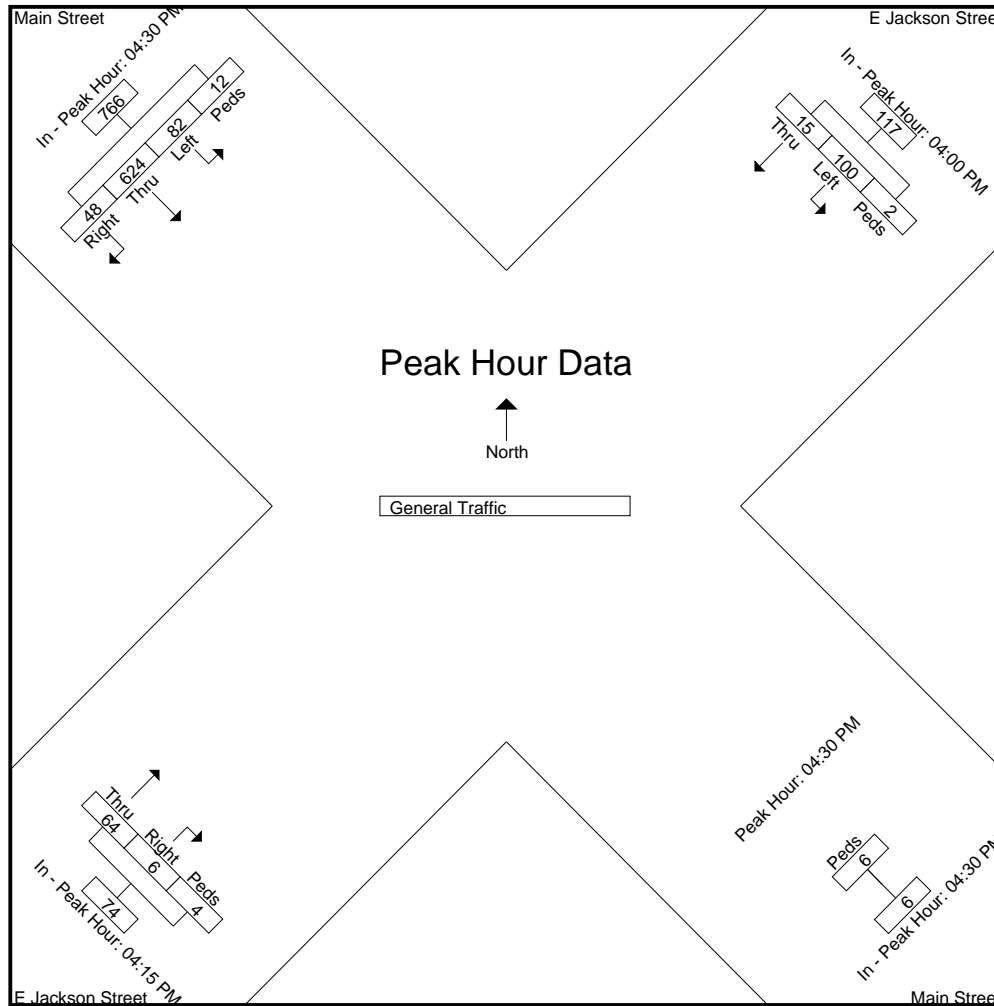 Main Street
E Jackson Stree
In - Peak Hour: 04:30 PM
766
12
82
624
48
Peds
Left
Thru
Right
In - Peak Hour: 04:00 PM
117
15
100
2
Thru
Left
Peds
Peak Hour Data
North
General Traffic
Thru
Right
Peds
64
6
4
74
In - Peak Hour: 04:15 PM
E Jackson Street
Peak Hour: 04:30 PM
Peds
6
6
In - Peak Hour: 04:30 PM
Main Stree